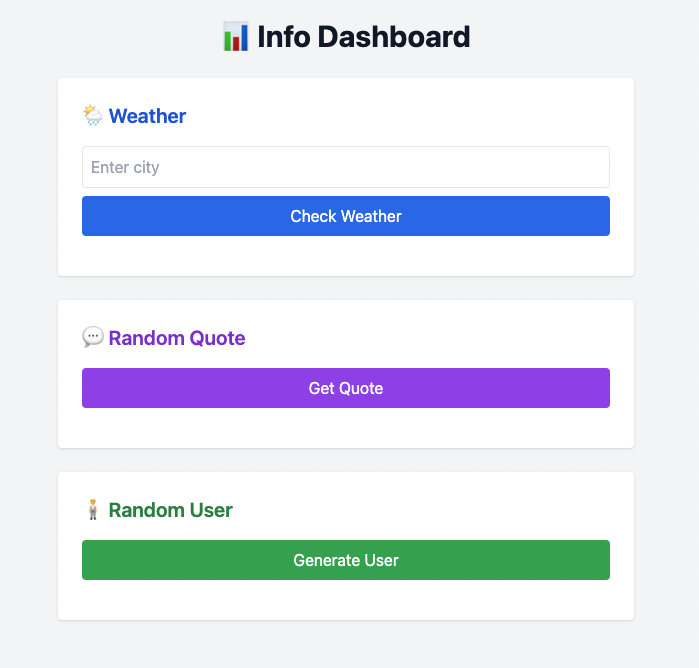 📊 Info Dashboard
🌦️ Weather
Enter city
Check Weather
💬 Random Quote
Get Quote
🧍 Random User
Generate User